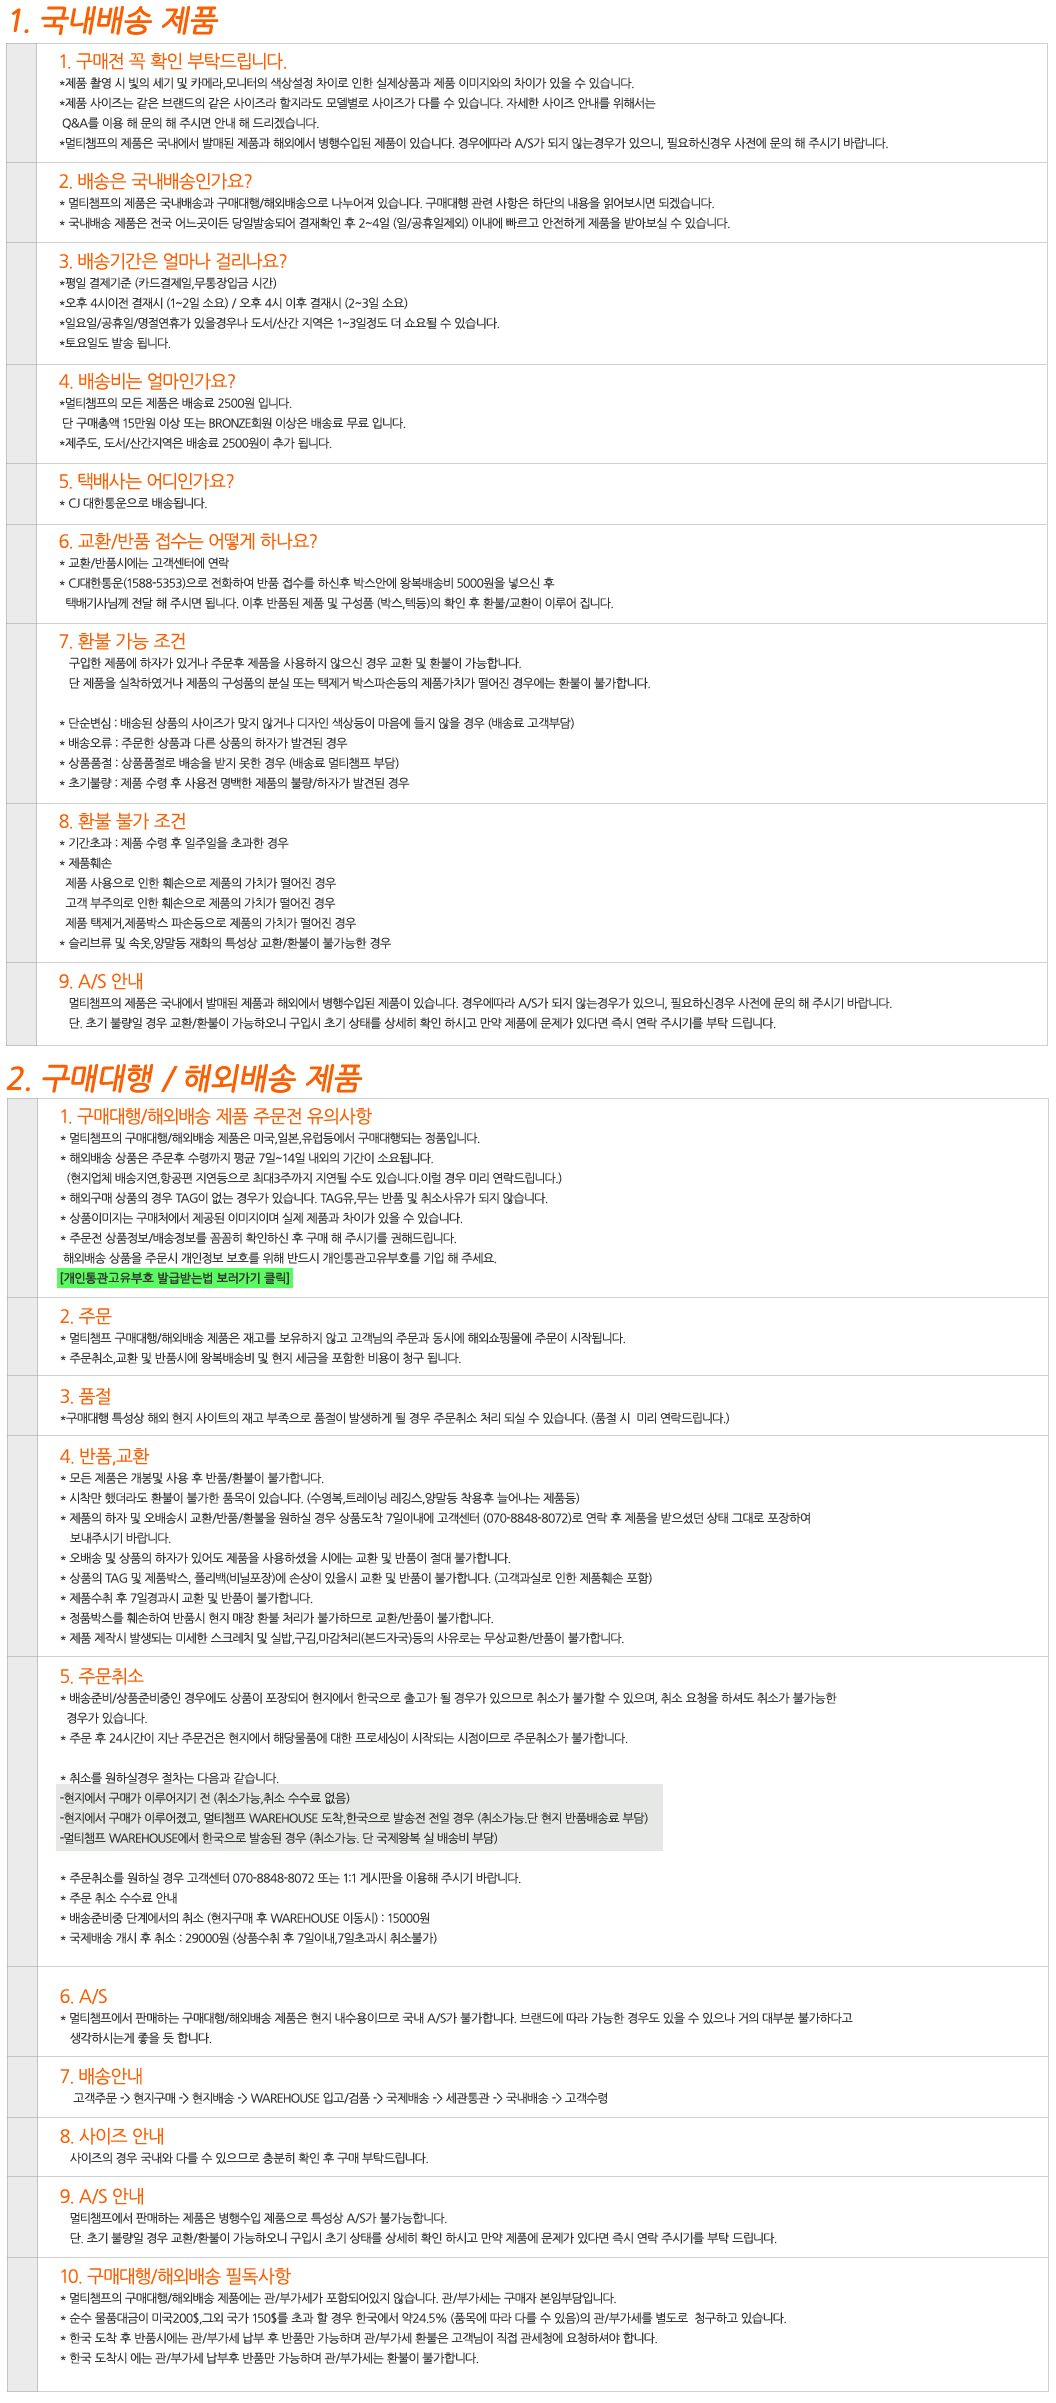 1. 국내배송 제품
1. 구매전 꼭 확인 부탁드립니다.
*제품 촬영 시 빛의 세기 및 카메라,모니터의 색상설정 차이로 인한 실제상품과 제품 이미지와의 차이가 있을 수 있습니다.
*제품 사이즈는 같은 브랜드의 같은 사이즈라 할지라도 모델별로 사이즈가 다를 수 있습니다. 자세한 사이즈 안내를 위해서는
Q&A를 이용 해 문의 해 주시면 안내 해 드리겠습니다.
*멀티챔프의 제품은 국내에서 발매된 제품과 해외에서 병행수입된 제품이 있습니다. 경우에따라 A/S가 되지 않는경우가 있으니, 필요하신경우 사전에 문의 해 주시기 바랍니다.
2. 배송은 국내배송인가요?
* 멀티챔프의 제품은 국내배송과 구매대행/해외배송으로 나누어져 있습니다. 구매대행 관련 사항은 하단의 내용을 읽어보시면 되겠습니다.
* 국내배송 제품은 전국 어느곳이든 당일발송되어 결재확인 후 2~4일 (일/공휴일제외) 이내에 빠르고 안전하게 제품을 받아보실 수 있습니다.
3. 배송기간은 얼마나 걸리나요?
*평일 결제기준 (카드결제일,무통장입금 시간)
*오후 4시이전 결재시 (1~2일 소요) / 오후 4시 이후 결재시 (2~3일 소요)
*일요일/공휴일/명절연휴가 있을경우나 도서/산간 지역은 1~3일정도 더 쇼요될 수 있습니다.
*토요일도 발송 됩니다.
4. 배송비는 얼마인가요?
*멀티챔프의 모든 제품은 배송료 2500원 입니다.
단 구매총액 15만원 이상 또는 BRONZE회원 이상은 배송료 무료 입니다.
*제주도, 도서/산간지역은 배송료 2500원이 추가 됩니다.
5. 택배사는 어디인가요?
* CJ 대한통운으로 배송됩니다.
6. 교환/반품 접수는 어떻게 하나요?
* 교환/반품시에는 고객센터에 연락
* CJ대한통운(1588-5353)으로 전화하여 반품 접수를 하신후 박스안에 왕복배송비 5000원을 넣으신 후
택배기사님께 전달 해 주시면 됩니다. 이후 반품된 제품 및 구성품 (박스,텍등)의 확인 후 환불/교환이 이루어 집니다.
7. 환불 가능 조건
구입한 제품에 하자가 있거나 주문후 제품을 사용하지 않으신 경우 교환 및 환불이 가능합니다.
단 제품을 실착하였거나 제품의 구성품의 분실 또는 택제거 박스파손등의 제품가치가 떨어진 경우에는 환불이 불가합니다.
* 단순변심 : 배송된 상품의 사이즈가 맞지 않거나 디자인 색상등이 마음에 들지 않을 경우 (배송료 고객부담)
* 배송오류 : 주문한 상품과 다른 상품의 하자가 발견된 경우
* 상품품절 : 상품품절로 배송을 받지 못한 경우 (배송료 멀티챔프 부담)
* 초기불량 : 제품 수령 후 사용전 명백한 제품의 불량/하자가 발견된 경우
8. 환불 불가 조건
* 기간초과 : 제품 수령 후 일주일을 초과한 경우
* 제품훼손
제품 사용으로 인한 훼손으로 제품의 가치가 떨어진 경우
고객 부주의로 인한 훼손으로 제품의 가치가 떨어진 경우
제품 택제거,제품박스 파손등으로 제품의 가치가 떨어진 경우
* 슬리브류 및 속옷,양말등 재화의 특성상 교환/환불이 불가능한 경우
9. A/S 안내
멀티챔프의 제품은 국내에서 발매된 제품과 해외에서 병행수입된 제품이 있습니다. 경우에따라 A/S가 되지 않는경우가 있으니, 필요하신경우 사전에 문의 해 주시기 바랍니다.
단. 초기 불량일 경우 교환/환불이 가능하오니 구입시 초기 상태를 상세히 확인 하시고 만약 제품에 문제가 있다면 즉시 연락 주시기를 부탁 드립니다.
2. 구매대행 / 해외배송 제품
1. 구매대행/해외배송 제품 주문전 유의사항
* 멀티챔프의 구매대행/해외배송 제품은 미국,일본,유럽등에서 구매대행되는 정품입니다.
* 해외배송 상품은 주문후 수령까지 평균 7일~14일 내외의 기간이 소요됩니다.
(현지업체 배송지연,항공편 지연등으로 최대3주까지 지연될 수도 있습니다.이럴 경우 미리 연락드립니다.)
* 해외구매 상품의 경우 TAG이 없는 경우가 있습니다. TAG유,무는 반품 및 취소사유가 되지 않습니다.
* 상품이미지는 구매처에서 제공된 이미지이며 실제 제품과 차이가 있을 수 있습니다.
* 주문전 상품정보/배송정보를 꼼꼼히 확인하신 후 구매 해 주시기를 권해드립니다.
해외배송 상품을 주문시 개인정보 보호를 위해 반드시 개인통관고유부호를 기입 해 주세요.
[개인통관고유부호 발급받는법 보러가기 클릭]
2. 주문
* 멀티챔프 구매대행/해외배송 제품은 재고를 보유하지 않고 고객님의 주문과 동시에 해외쇼핑몰에 주문이 시작됩니다.
* 주문취소,교환 및 반품시에 왕복배송비 및 현지 세금을 포함한 비용이 청구 됩니다.
3. 품절
*구매대행 특성상 해외 현지 사이트의 재고 부족으로 품절이 발생하게 될 경우 주문취소 처리 되실 수 있습니다. (품절 시 미리 연락드립니다.)
4. 반품,교환
* 모든 제품은 개봉및 사용 후 반품/환불이 불가합니다.
* 시착만 했더라도 환불이 불가한 품목이 있습니다. (수영복,트레이닝 레깅스,양말등 착용후 늘어나는 제품등)
* 제품의 하자 및 오배송시 교환/반품/환불을 원하실 경우 상품도착 7일이내에 고객센터 (070-8848-8072)로 연락 후 제품을 받으셨던 상태 그대로 포장하여
보내주시기 바랍니다.
* 오배송 및 상품의 하자가 있어도 제품을 사용하셨을 시에는 교환 및 반품이 절대 불가합니다.
* 상품의 TAG 및 제품박스, 폴리백(비닐포장)에 손상이 있을시 교환 및 반품이 불가합니다. (고객과실로 인한 제품훼손 포함)
* 제품수취 후 7일경과시 교환 및 반품이 불가합니다.
* 정품박스를 훼손하여 반품시 현지 매장 환불 처리가 불가하므로 교환/반품이 불가합니다.
* 제품 제작시 발생되는 미세한 스크레치 및 실밥,구김,마감처리(본드자국)등의 사유로는 무상교환/반품이 불가합니다.
5. 주문취소
* 배송준비/상품준비중인 경우에도 상품이 포장되어 현지에서 한국으로 출고가 될 경우가 있으므로 취소가 불가할 수 있으며, 취소 요청을 하셔도 취소가 불가능한
경우가 있습니다.
* 주문 후 24시간이 지난 주문건은 현지에서 해당물품에 대한 프로세싱이 시작되는 시점이므로 주문취소가 불가합니다.
* 취소를 원하실경우 절차는 다음과 같습니다.
-현지에서 구매가 이루어지기 전 (취소가능,취소 수수료 없음)
-현지에서 구매가 이루어졌고, 멀티챔프 WAREHOUSE 도착,한국으로 발송전 전일 경우 (취소가능.단 현지 반품배송료 부담)
-멀티챔프 WAREHOUSE에서 한국으로 발송된 경우 (취소가능. 단 국제왕복 실 배송비 부담)
* 주문취소를 원하실 경우 고객센터 070-8848-8072 또는 1:1 게시판을 이용해 주시기 바랍니다.
* 주문 취소 수수료 안내
* 배송준비중 단계에서의 취소 (현지구매 후 WAREHOUSE 이동시) : 15000원
* 국제배송 개시 후 취소 : 29000원 (상품수취 후 7일이내,7일초과시 취소불가)
6. A/S
* 멀티챔프에서 판매하는 구매대행/해외배송 제품은 현지 내수용이므로 국내 A/S가 불가합니다. 브랜드에 따라 가능한 경우도 있을 수 있으나 거의 대부분 불가하다고
생각하시는게 좋을 듯 합니다.
7. 배송안내
고객주문 -> 현지구매 -> 현지배송 -> WAREHOUSE 입고/검품 -> 국제배송 -> 세관통관 -> 국내배송 -> 고객수령
8. 사이즈 안내
사이즈의 경우 국내와 다를 수 있으므로 충분히 확인 후 구매 부탁드립니다.
9. A/S 안내
멀티챔프에서 판매하는 제품은 병행수입 제품으로 특성상 A/S가 불가능합니다.
단. 초기 불량일 경우 교환/환불이 가능하오니 구입시 초기 상태를 상세히 확인 하시고 만약 제품에 문제가 있다면 즉시 연락 주시기를 부탁 드립니다.
10. 구매대행/해외배송 필독사항
* 멀티챔프의 구매대행/해외배송 제품에는 관/부가세가 포함되어있지 않습니다. 관/부가세는 구매자 본임부담입니다.
* 순수 물품대금이 미국200$,그외 국가 150$를 초과 할 경우 한국에서 약24.5% (품목에 따라 다를 수 있음)의 관/부가세를 별도로 청구하고 있습니다.
* 한국 도착 후 반품시에는 관/부가세 납부 후 반품만 가능하며 관/부가세 환불은 고객님이 직접 관세청에 요청하셔야 합니다.
* 한국 도착시 에는 관/부가세 납부후 반품만 가능하며 관/부가세는 환불이 불가합니다.